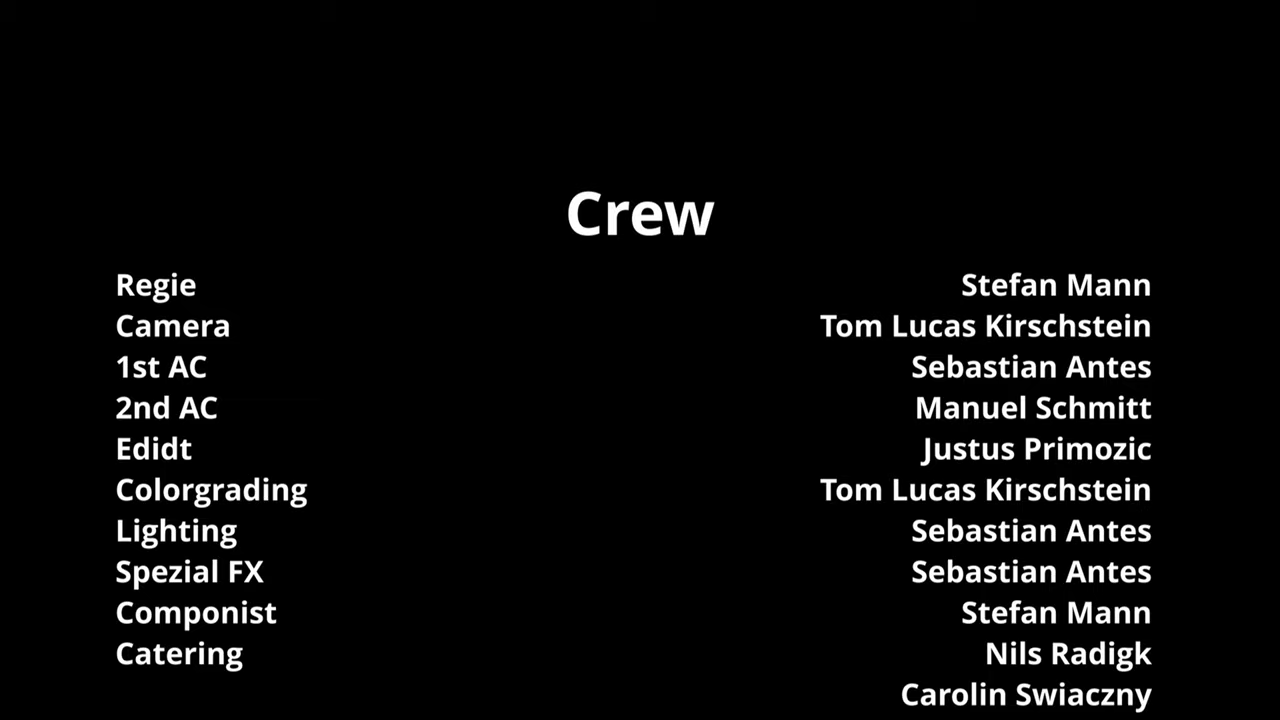 Crew
Regie Stefan Mann
Camera Tom Lucas Kirschstein
1st AC Sebastian Antes
2nd AC Manuel Schmitt
Edidt Justus Primozic
Colorgrading Tom Lucas Kirschstein
Lighting Sebastian Antes
Spezial FX Sebastian Antes
Componist Stefan Mann
Catering Nils Radigk
Carolin Swiaczny